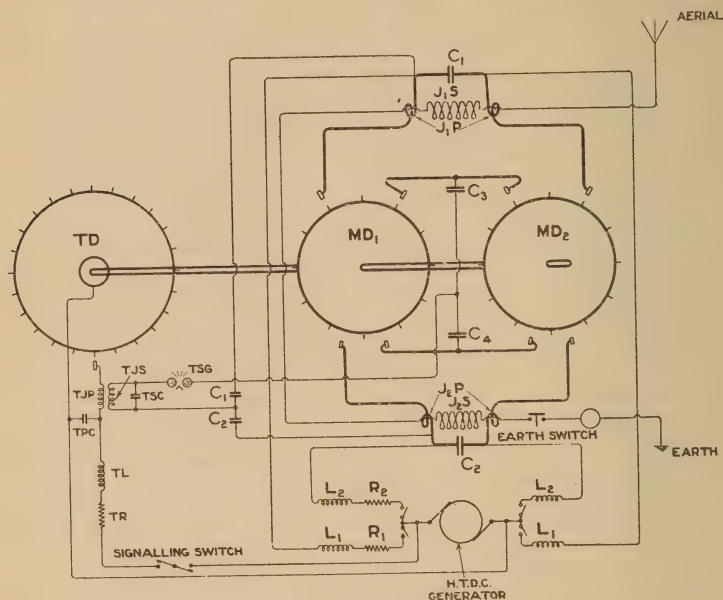 AERIAL
C1
J1S
J1P
C3
TD
MD1
MD2
C4
TJS
TSG
TJP
TSC
C1
C2
TPC
J2P
J2S
C2
EARTH SWITCH
EARTH
TL
TR
L2
R2
L2
L1
R1
L1
SIGNALLING SWITCH
H.T.D.C.
GENERATOR